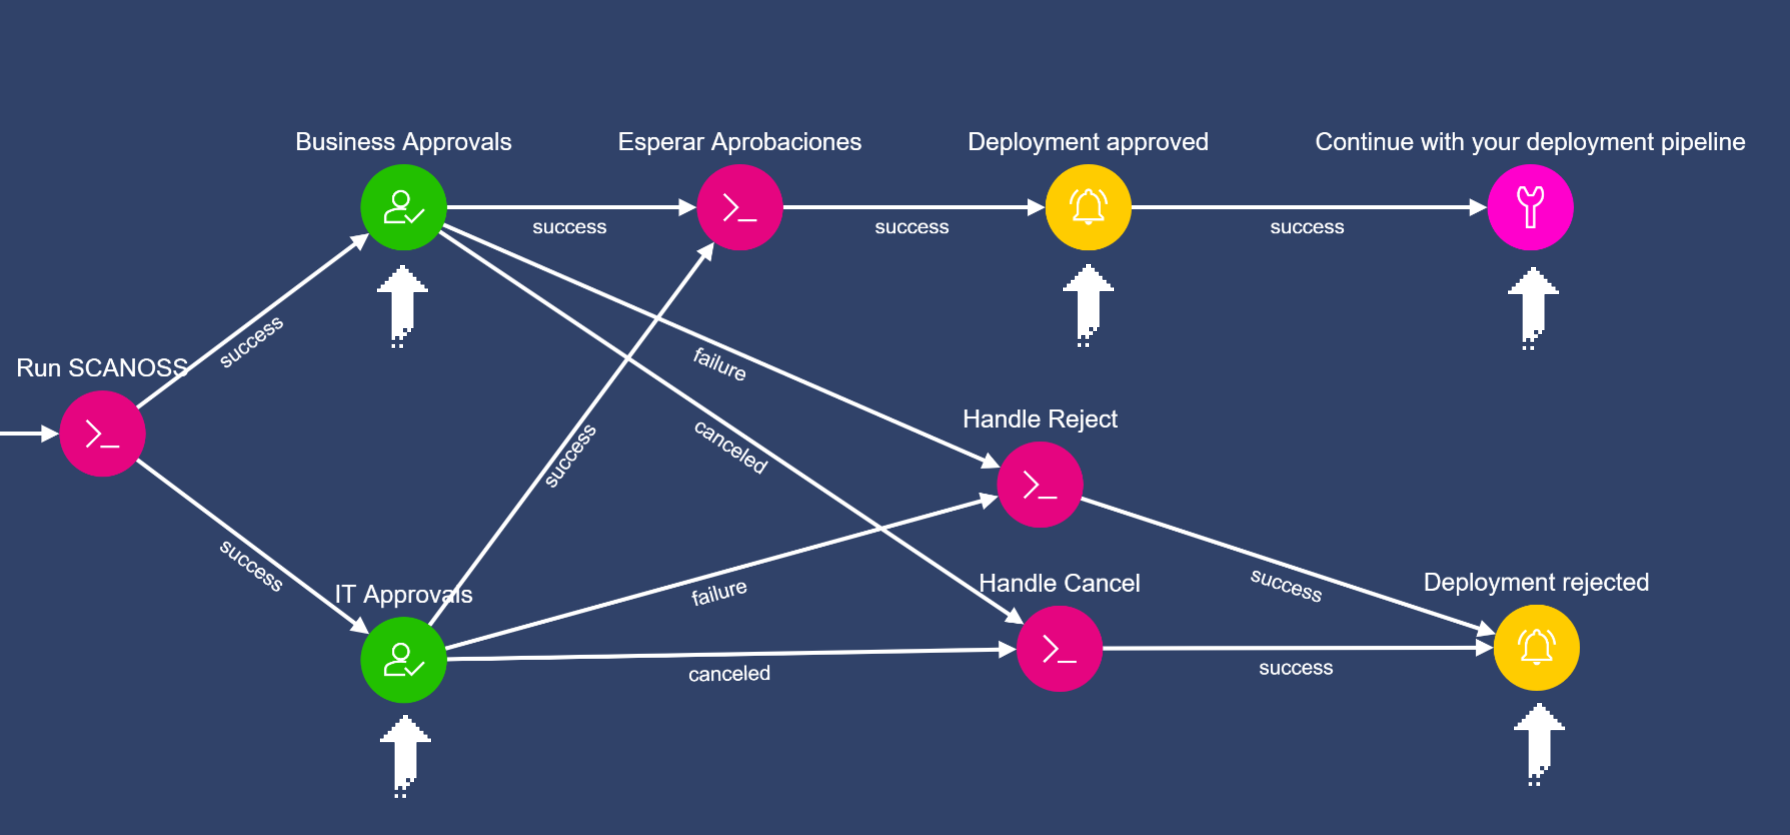 Business Approvals
Esperar Aprobaciones
Deployment approved
Continue with your deployment pipeline
success
success
success
success
Run SCANOSS
failure
canceled
success
Handle Reject
success
IT Approvals
failure
canceled
Handle Cancel
success
success
Deployment rejected